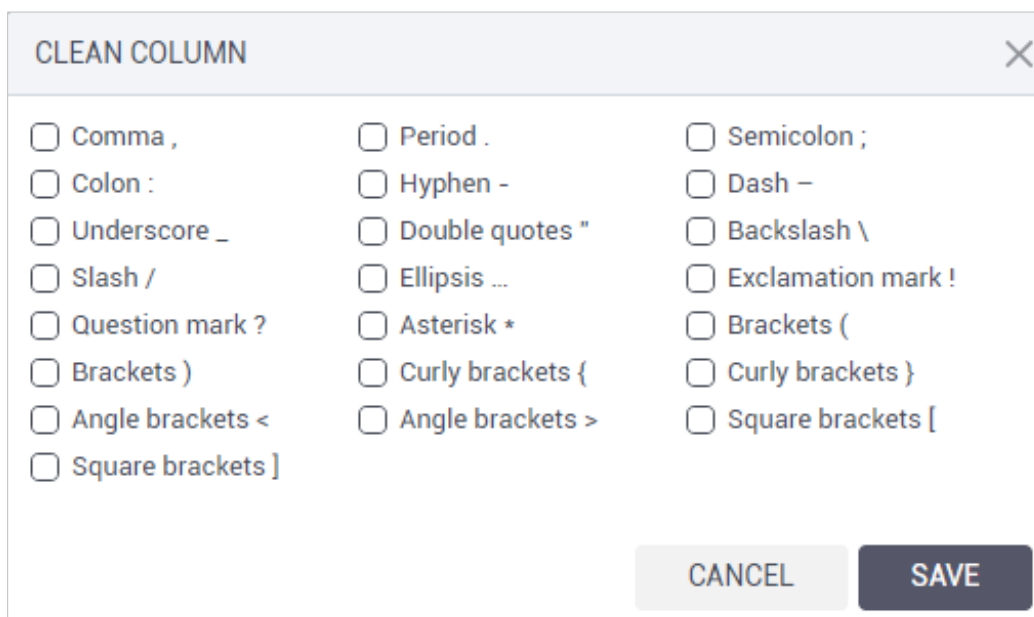 CLEAN COLUMN
Comma , Period . Semicolon ;
Colon : Hyphen - Dash –
Underscore _ Double quotes " Backslash \
Slash / Ellipsis ... Exclamation mark !
Question mark ? Asterisk * Brackets (
Brackets ) Curly brackets { Curly brackets }
Angle brackets < Angle brackets > Square brackets [
Square brackets ]
CANCEL SAVE